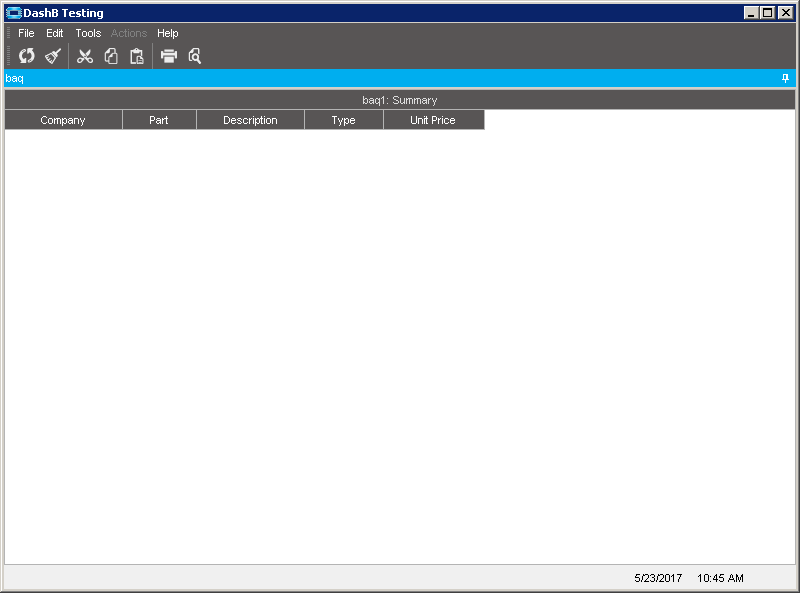 DashB Testing
File Edit Tools Actions Help
baq
baq1: Summary
Company Part Description Type Unit Price
5/23/2017 10:45 AM